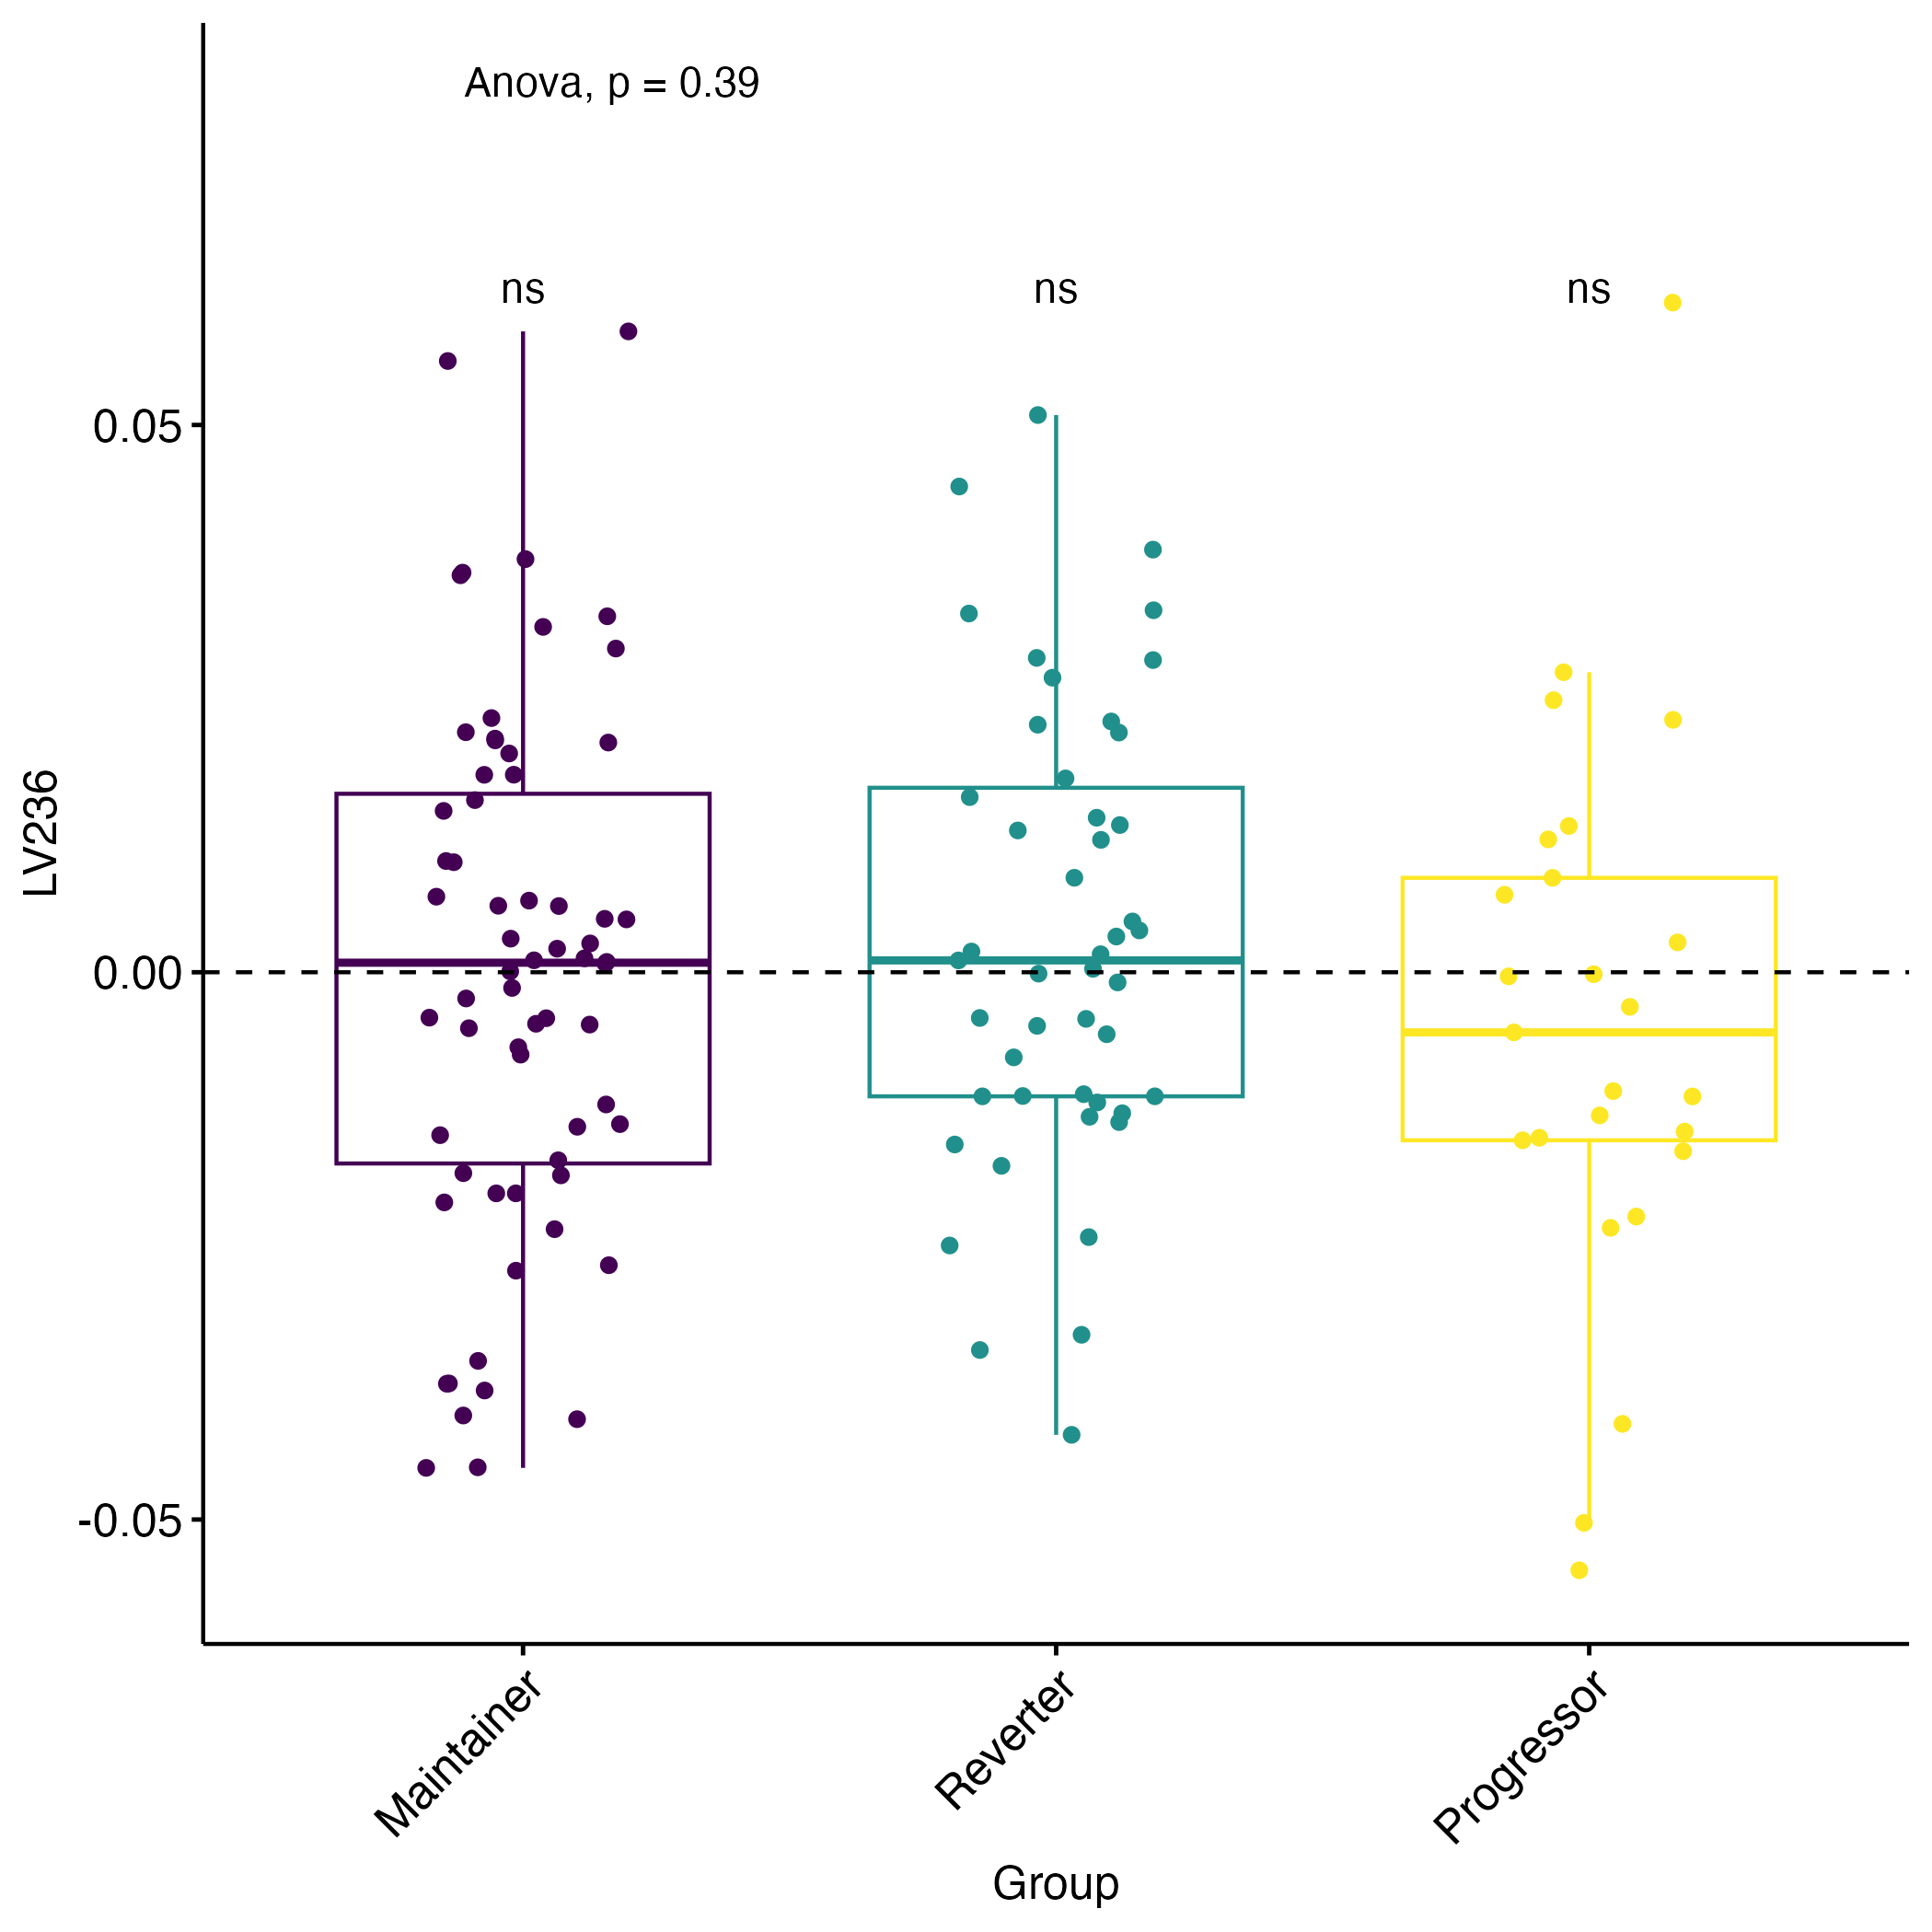 Anova, p = 0.39
ns ns ns
0.05
0.00
-0.05
LV236
Maintainer
Reverter
Progressor
Group